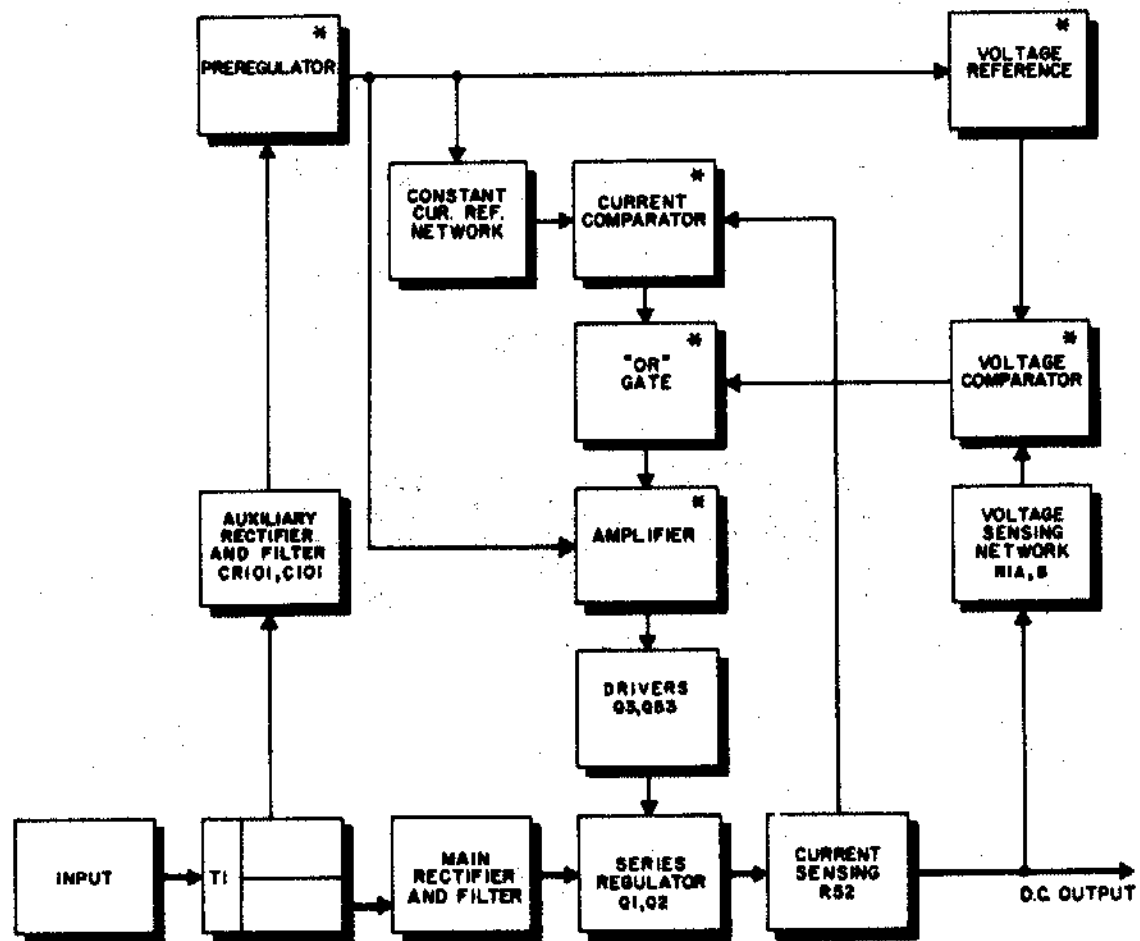 *
PREREGULATOR
*
VOLTAGE
REFERENCE
CONSTANT
CUR. REF.
NETWORK
*
CURRENT
COMPARATOR
*
"OR"
GATE
*
VOLTAGE
COMPARATOR
AUXILIARY
RECTIFIER
AND FILTER
CR101,C101
*
AMPLIFIER
VOLTAGE
SENSING
NETWORK
R1A,B
DRIVERS
Q3,Q53
INPUT
T1
MAIN
RECTIFIER
AND FILTER
SERIES
REGULATOR
Q1,Q2
CURRENT
SENSING
R52
D.C. OUTPUT